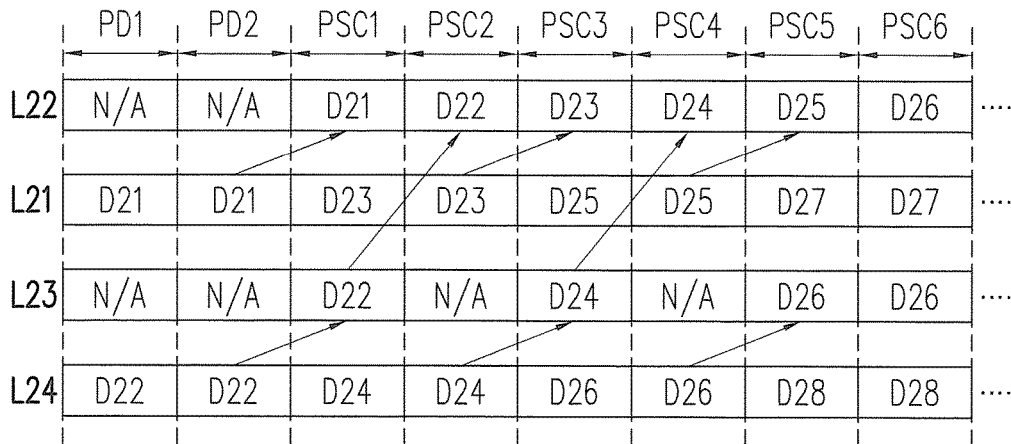 PD1 PD2 PSC1 PSC2 PSC3 PSC4 PSC5 PSC6
L22 N/A N/A D21 D22 D23 D24 D25 D26 ....
L21 D21 D21 D23 D23 D25 D25 D27 D27 ....
L23 N/A N/A D22 N/A D24 N/A D26 D26 ....
L24 D22 D22 D24 D24 D26 D26 D28 D28 ....